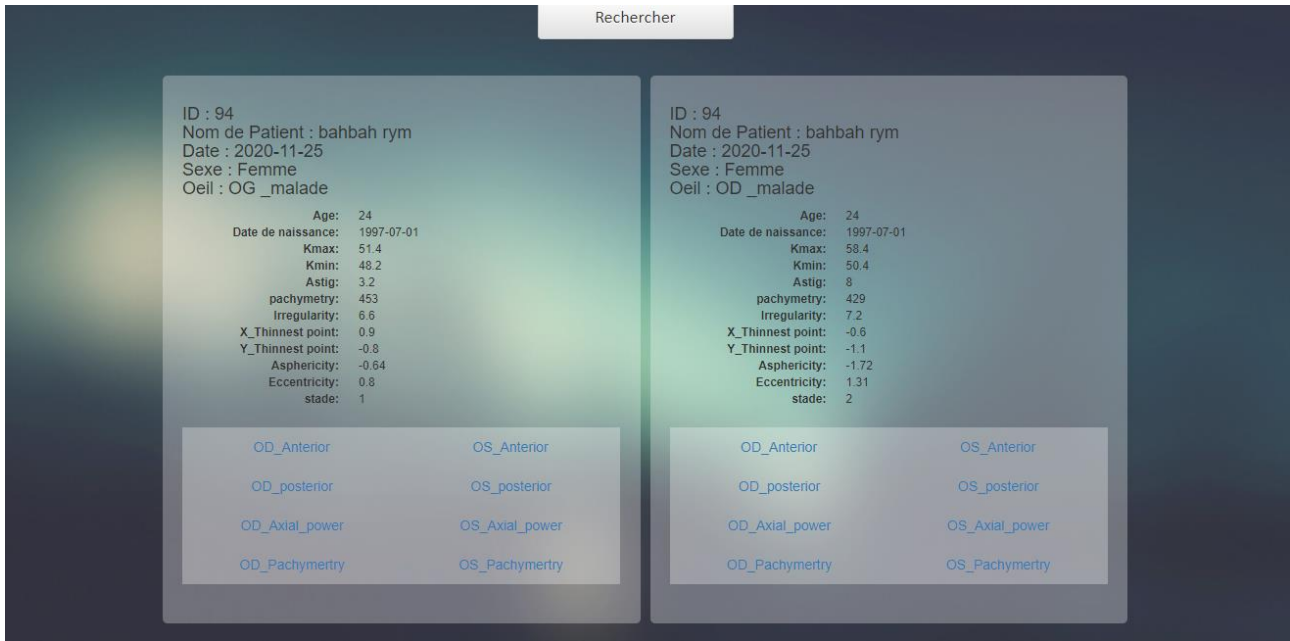 Rechercher
ID : 94
Nom de Patient : bahbah rym
Date : 2020-11-25
Sexe : Femme
Oeil : OG _malade
Age: 24
Date de naissance: 1997-07-01
Kmax: 51.4
Kmin: 48.2
Astig: 3.2
pachymetry: 453
Irregularity: 6.6
X_Thinnest point: 0.9
Y_Thinnest point: -0.8
Asphericity: -0.64
Eccentricity: 0.8
stade: 1
OD_Anterior OS_Anterior
OD_posterior OS_posterior
OD_Axial_power OS_Axial_power
OD_Pachymertry OS_Pachymertry
ID : 94
Nom de Patient : bahbah rym
Date : 2020-11-25
Sexe : Femme
Oeil : OD _malade
Age: 24
Date de naissance: 1997-07-01
Kmax: 58.4
Kmin: 50.4
Astig: 8
pachymetry: 429
Irregularity: 7.2
X_Thinnest point: -0.6
Y_Thinnest point: -1.1
Asphericity: -1.72
Eccentricity: 1.31
stade: 2
OD_Anterior OS_Anterior
OD_posterior OS_posterior
OD_Axial_power OS_Axial_power
OD_Pachymertry OS_Pachymertry